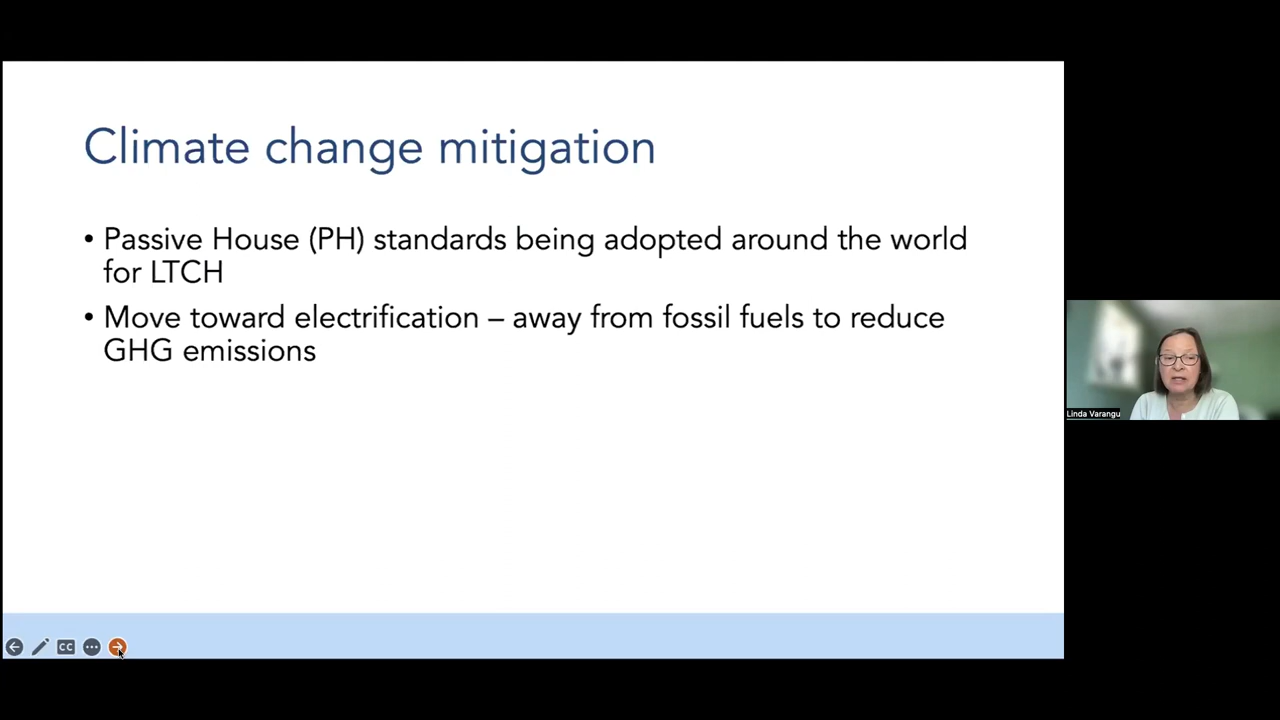 Climate change mitigation
• Passive House (PH) standards being adopted around the world
for LTCH
• Move toward electrification – away from fossil fuels to reduce
GHG emissions
Linda Varangu
CC